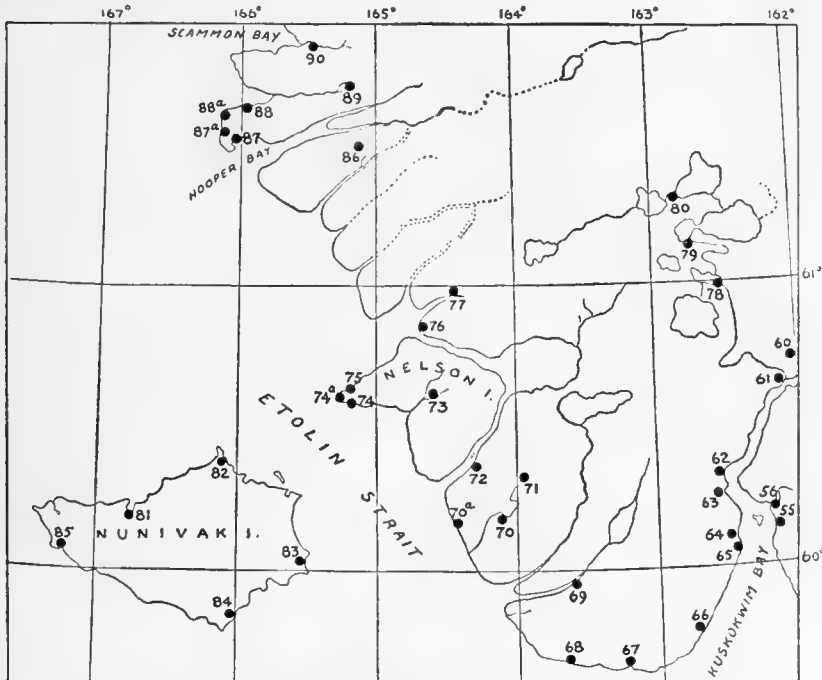 167° 166° 165° 164° 163° 162°
SCAMMON BAY
90
89
88ᵃ 88
87ᵃ 87
86
HOOPER BAY
80
79
61°
78
77
76
60
75
NELSON I.
61
74ᵃ 74
73
ETOLIN STRAIT
82
72
71
62
63
56
81
70ᵃ
70
55
85
NUNIVAK I.
64
83
65
60°
69
84
66
KUSKOKWIM BAY
68
67